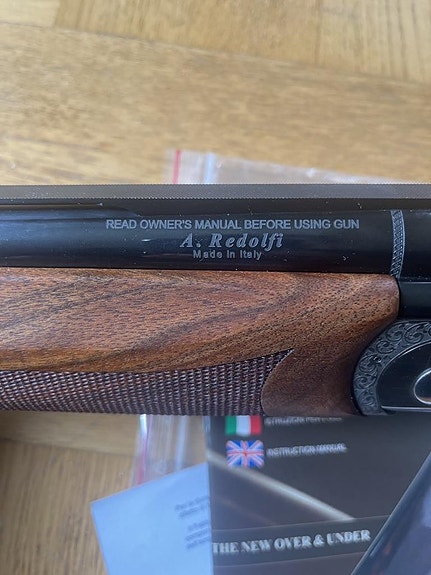 READ OWNER'S MANUAL BEFORE USING GUN
A. Redolfi
Made in Italy
INSTRUCTION MANUAL
THE NEW OVER & UNDER